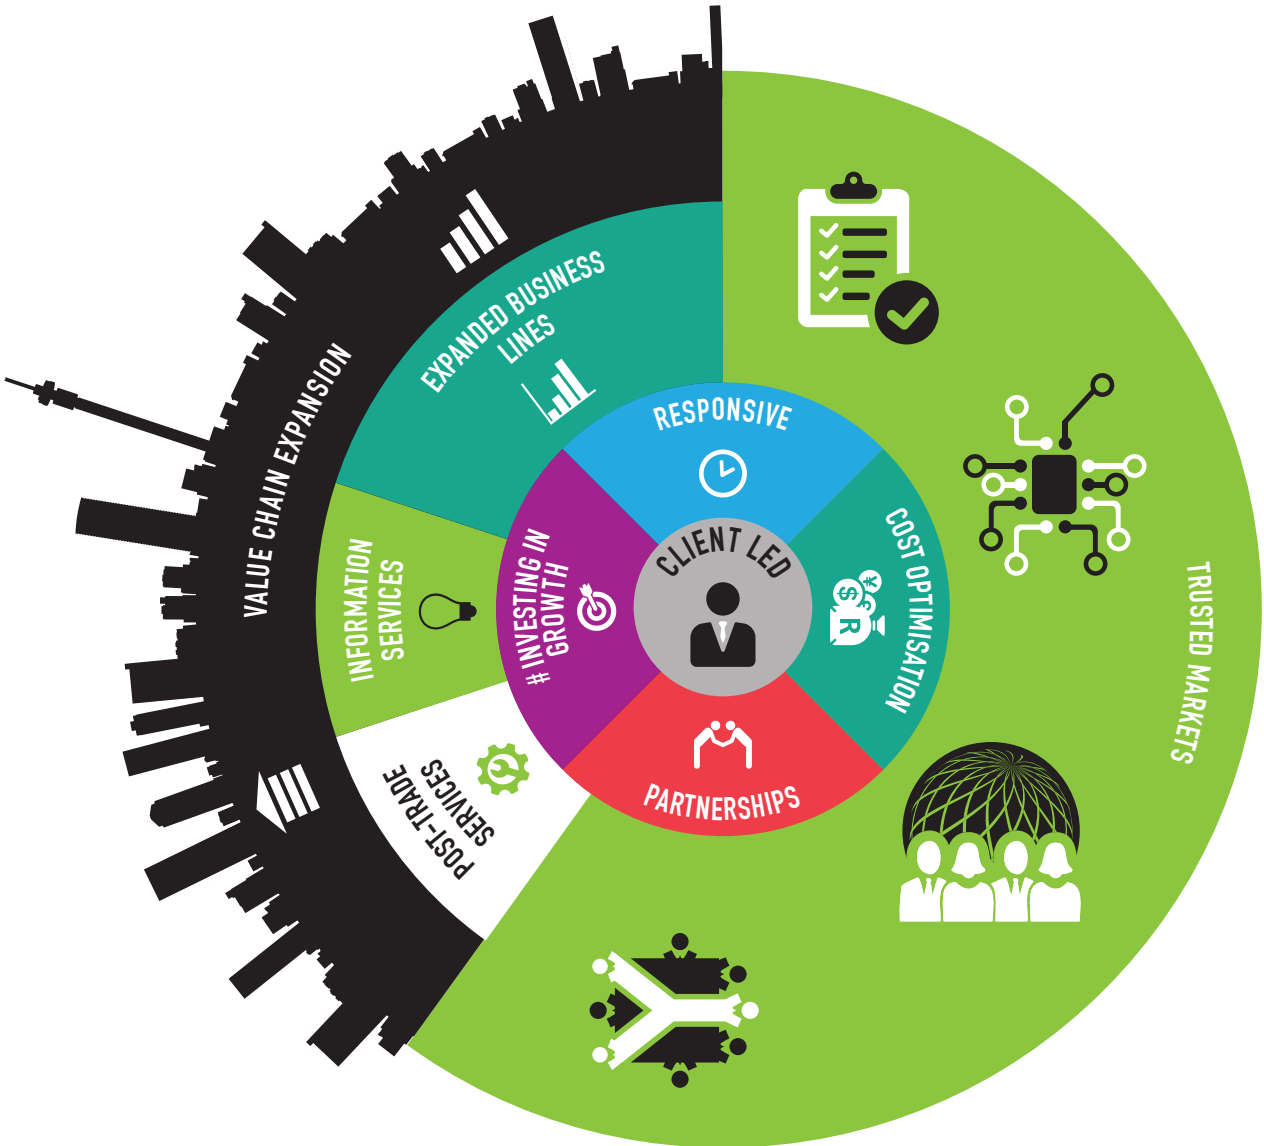 VALUE CHAIN EXPANSION
EXPANDED BUSINESS
LINES
INFORMATION
SERVICES
POST-TRADE
SERVICES
RESPONSIVE
# INVESTING IN
GROWTH
CLIENT LED
COST OPTIMISATION
¥
$
€
R
PARTNERSHIPS
TRUSTED MARKETS